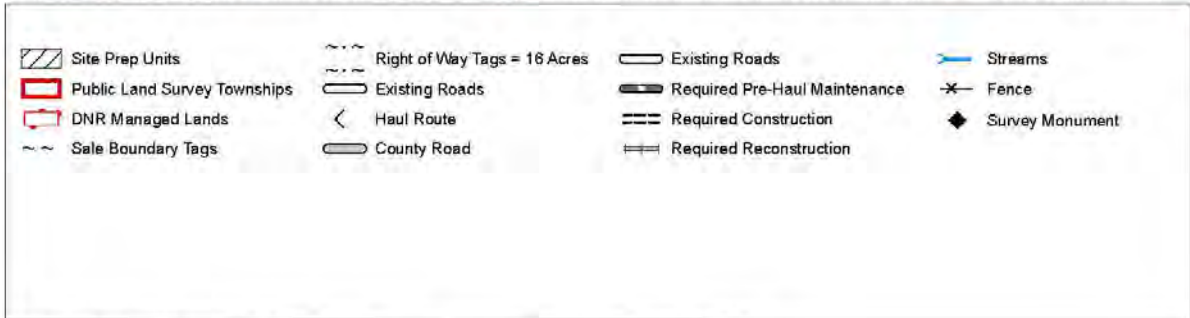 Site Prep Units
Public Land Survey Townships
DNR Managed Lands
Sale Boundary Tags
Right of Way Tags = 16 Acres
Existing Roads
Haul Route
County Road
Existing Roads
Required Pre-Haul Maintenance
Required Construction
Required Reconstruction
Streams
Fence
Survey Monument